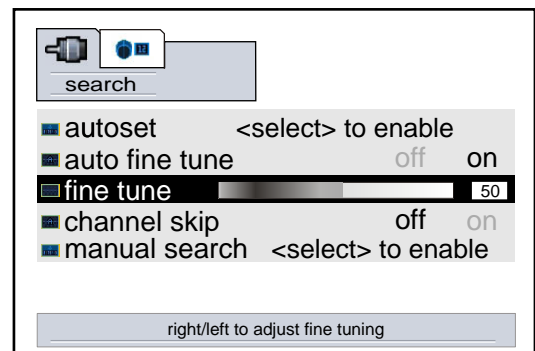 search
autoset <select> to enable
auto fine tune off on
fine tune 50
channel skip off on
manual search <select> to enable
right/left to adjust fine tuning